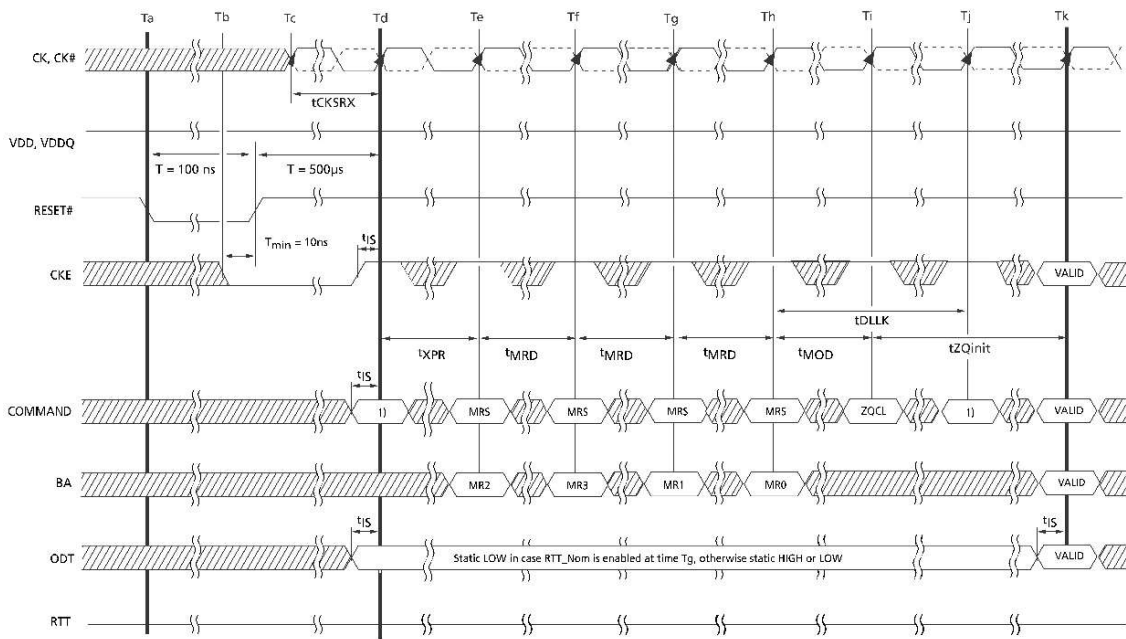 Ta Tb Tc Td Te Tf Tg Th Ti Tj Tk
CK, CK#
tCKSRX
VDD, VDDQ
T = 100 ns T = 500µs
RESET#
Tmin = 10ns
tIS
CKE
VALID
tDLLK
tXPR tMRD tMRD tMRD tMOD tZQinit
tIS
COMMAND 1) MRS MRS MRS MRS ZQCL 1) VALID
BA MR2 MR3 MR1 MR0 VALID
tIS tIS
ODT Static LOW in case RTT_Nom is enabled at time Tg, otherwise static HIGH or LOW VALID
RTT